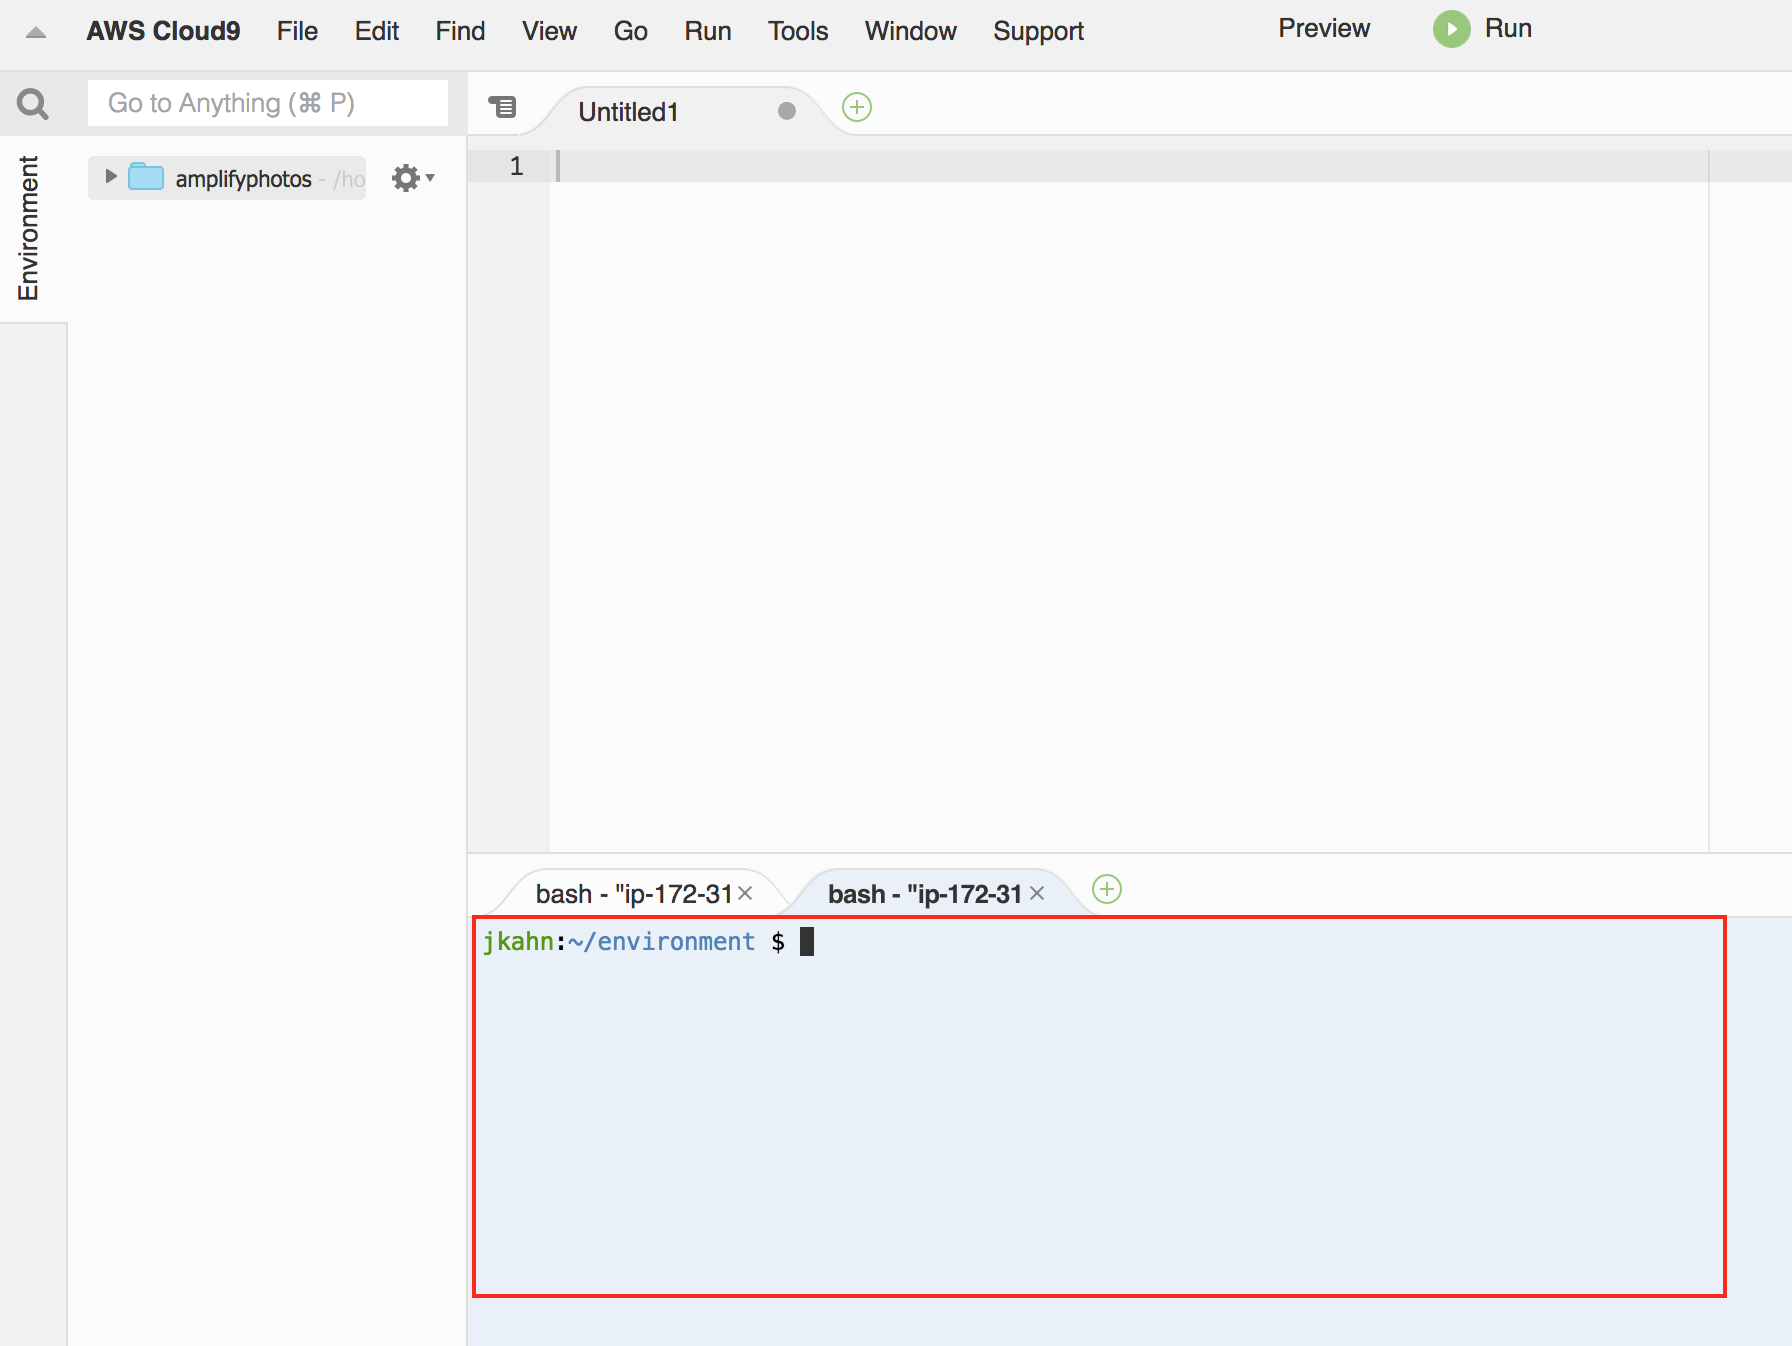 AWS Cloud9 File Edit Find View Go Run Tools Window Support Preview Run
Go to Anything (⌘ P)
Untitled1
Environment
amplifyphotos - /ho
1
bash - "ip-172-31 × bash - "ip-172-31 ×
jkahn:~/environment $